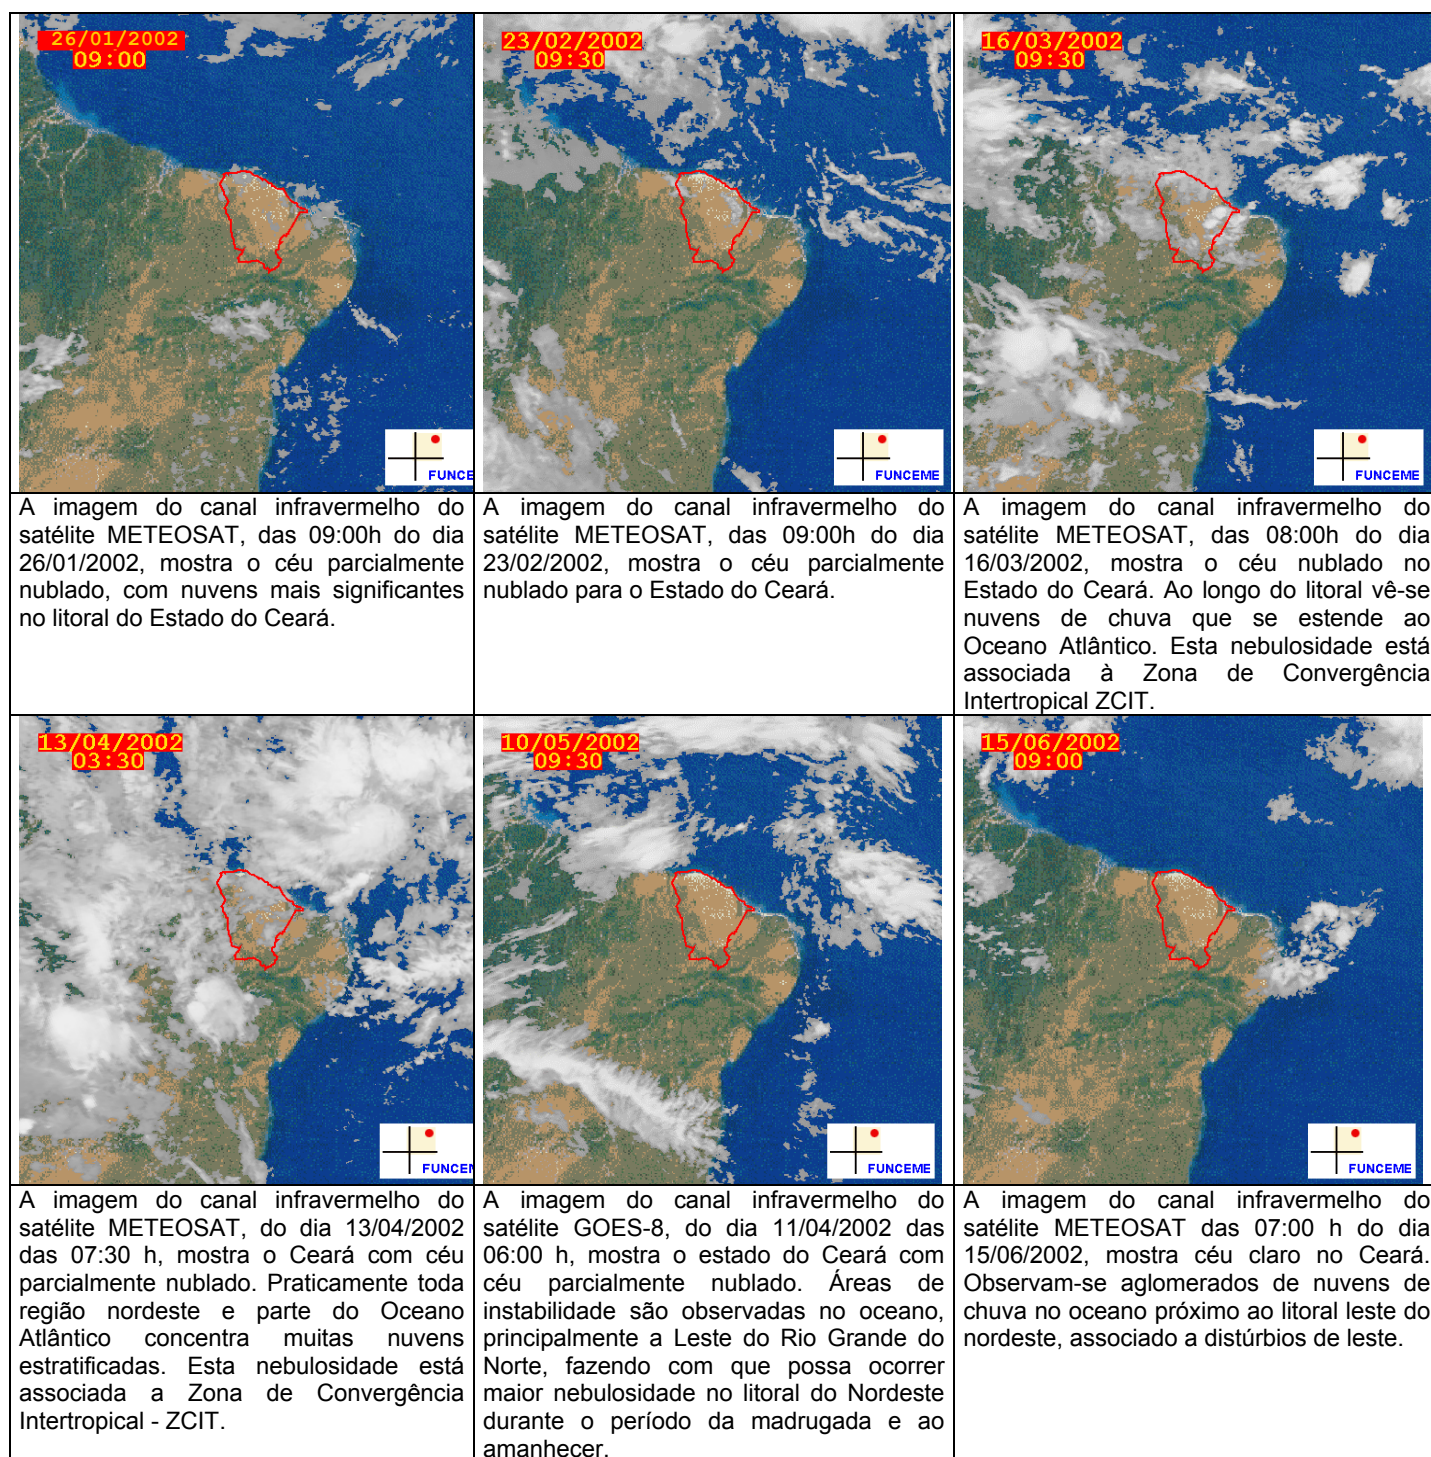 26/01/2002
09:00
FUNCE
23/02/2002
09:30
FUNCEME
16/03/2002
09:30
FUNCEME
A imagem do canal infravermelho do
satélite METEOSAT, das 09:00h do dia
26/01/2002, mostra o céu parcialmente
nublado, com nuvens mais significantes
no litoral do Estado do Ceará.
A imagem do canal infravermelho do
satélite METEOSAT, das 09:00h do dia
23/02/2002, mostra o céu parcialmente
nublado para o Estado do Ceará.
A imagem do canal infravermelho do
satélite METEOSAT, das 08:00h do dia
16/03/2002, mostra o céu nublado no
Estado do Ceará. Ao longo do litoral vê-se
nuvens de chuva que se estende ao
Oceano Atlântico. Esta nebulosidade está
associada à Zona de Convergência
Intertropical ZCIT.
13/04/2002
03:30
FUNCEM
10/05/2002
09:30
FUNCEME
15/06/2002
09:00
FUNCEME
A imagem do canal infravermelho do
satélite METEOSAT, do dia 13/04/2002
das 07:30 h, mostra o Ceará com céu
parcialmente nublado. Praticamente toda
região nordeste e parte do Oceano
Atlântico concentra muitas nuvens
estratificadas. Esta nebulosidade está
associada a Zona de Convergência
Intertropical - ZCIT.
A imagem do canal infravermelho do
satélite GOES-8, do dia 11/04/2002 das
06:00 h, mostra o estado do Ceará com
céu parcialmente nublado. Áreas de
instabilidade são observadas no oceano,
principalmente a Leste do Rio Grande do
Norte, fazendo com que possa ocorrer
maior nebulosidade no litoral do Nordeste
durante o período da madrugada e ao
amanhecer.
A imagem do canal infravermelho do
satélite METEOSAT das 07:00 h do dia
15/06/2002, mostra céu claro no Ceará.
Observam-se aglomerados de nuvens de
chuva no oceano próximo ao litoral leste do
nordeste, associado a distúrbios de leste.